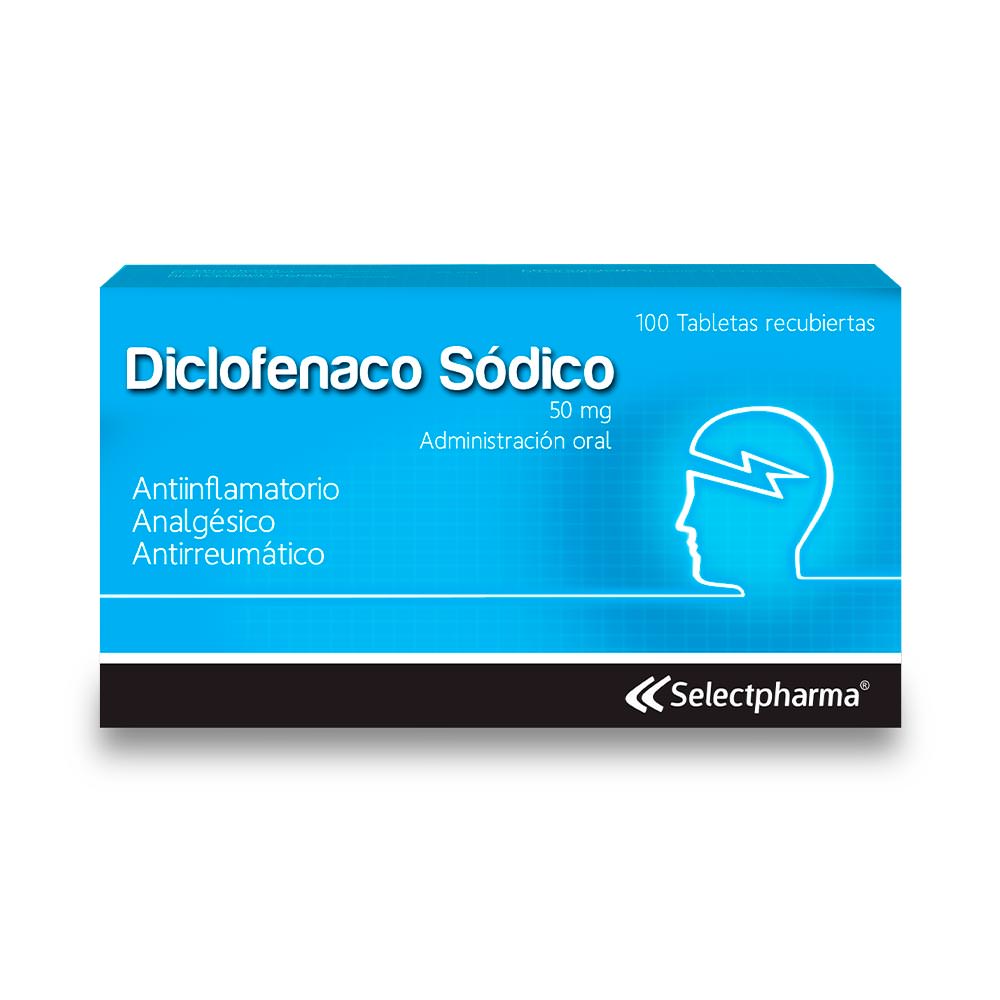 100 Tabletas recubiertas
Diclofenaco Sódico
50 mg
Administración oral
Antiinflamatorio
Analgésico
Antirreumático
Selectpharma®